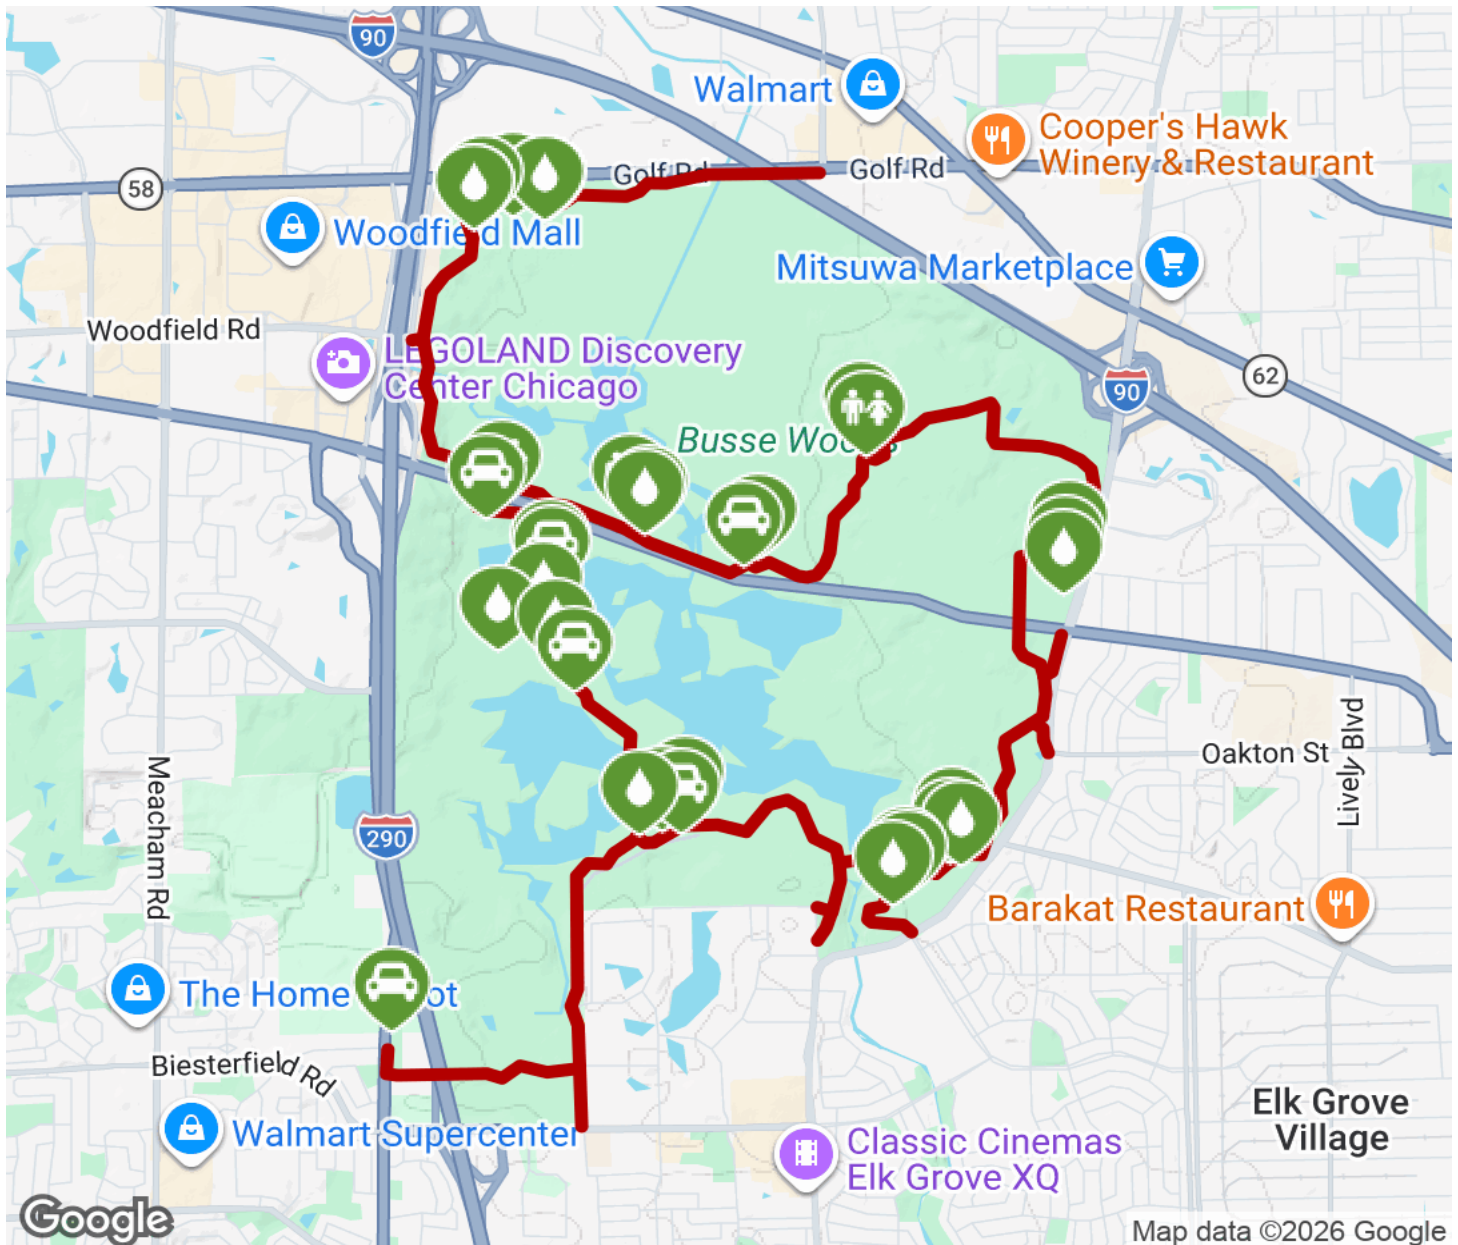 90
Walmart
Cooper's Hawk
Winery & Restaurant
Golf Rd
Golf Rd
58
Woodfield Mall
Mitsuwa Marketplace
Woodfield Rd
LEGOLAND Discovery
Center Chicago
62
90
Busse Woods
Lively Blvd
Oakton St
Meacham Rd
290
Barakat Restaurant
The Home Depot
Biesterfield Rd
Elk Grove
Village
Walmart Supercenter
Classic Cinemas
Elk Grove XQ
Google
Map data ©2026 Google